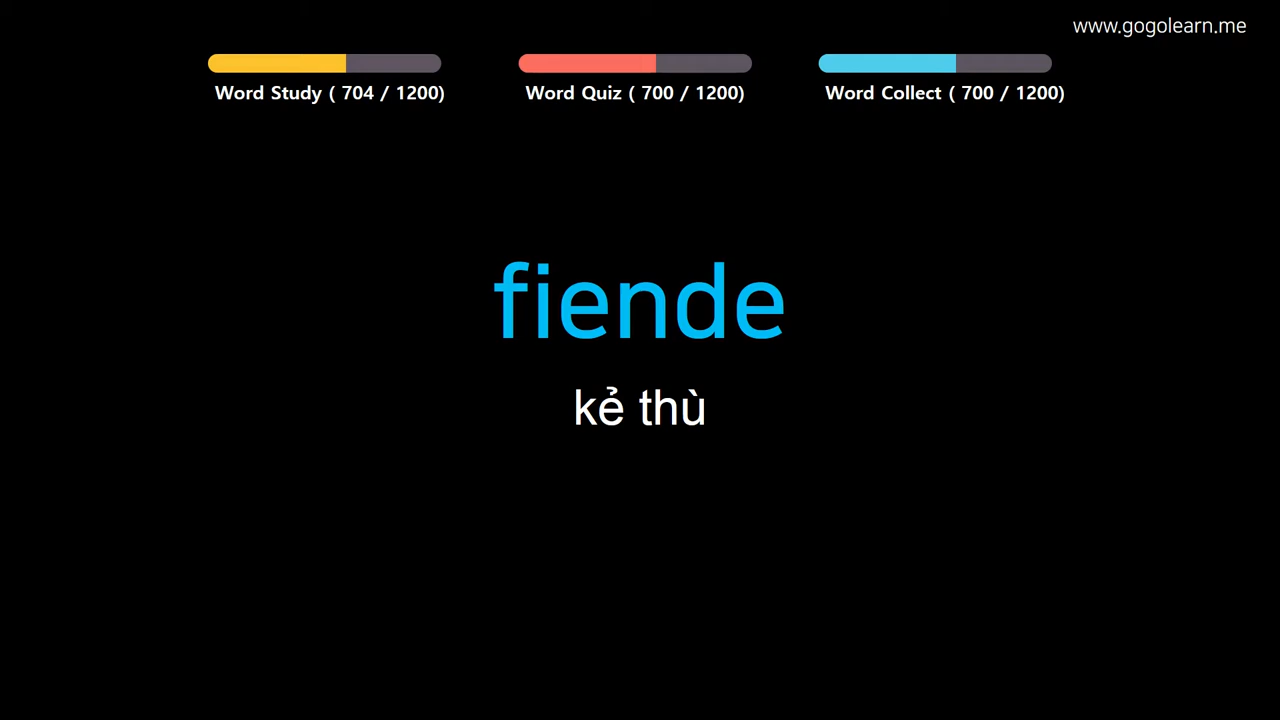 www.gogolearn.me
Word Study ( 704 / 1200)
Word Quiz ( 700 / 1200)
Word Collect ( 700 / 1200)
fiende
kẻ thù